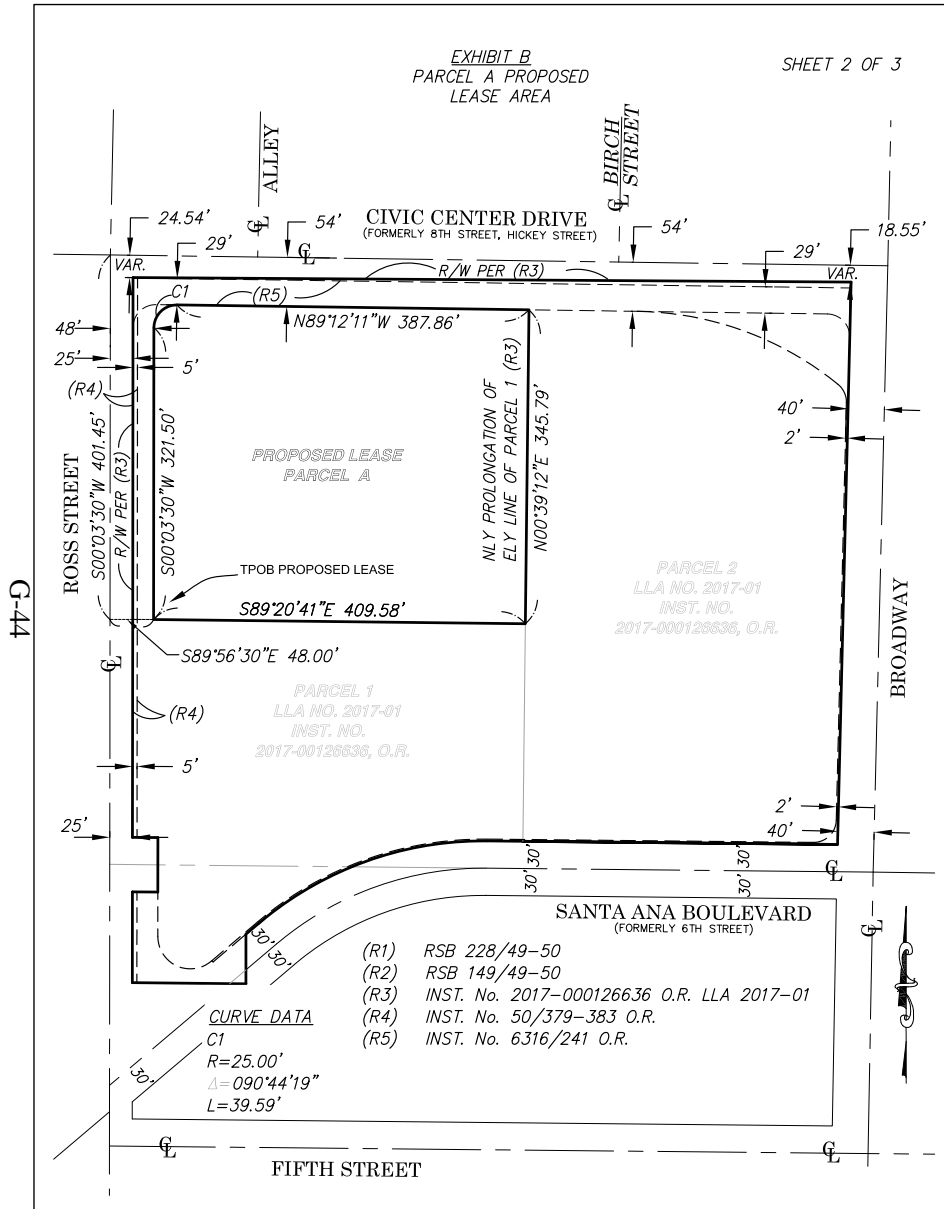 EXHIBIT B
PARCEL A PROPOSED
LEASE AREA
SHEET 2 OF 3
ALLEY
BIRCH
STREET
℄
℄
24.54'
54'
CIVIC CENTER DRIVE
(FORMERLY 8TH STREET, HICKEY STREET)
54'
18.55'
29'
℄
29'
VAR.
R/W PER (R3)
VAR.
C1
(R5)
N89°12'11"W 387.86'
48'
25'
5'
(R4)
40'
2'
ROSS STREET
S00°03'30"W 401.45'
R/W PER (R3)
S00°03'30"W 321.50'
PROPOSED LEASE
PARCEL A
NLY PROLONGATION OF
ELY LINE OF PARCEL 1 (R3)
N00°39'12"E 345.79'
TPOB PROPOSED LEASE
S89°20'41"E 409.58'
PARCEL 2
LLA NO. 2017-01
INST. NO.
2017-000126636, O.R.
BROADWAY
G-44
℄
S89°56'30"E 48.00'
PARCEL 1
LLA NO. 2017-01
INST. NO.
2017-00126636, O.R.
(R4)
5'
25'
2'
40'
30' 30'
30' 30'
℄
SANTA ANA BOULEVARD
(FORMERLY 6TH STREET)
℄
30' 30'
(R1) RSB 228/49-50
(R2) RSB 149/49-50
(R3) INST. No. 2017-000126636 O.R. LLA 2017-01
(R4) INST. No. 50/379-383 O.R.
(R5) INST. No. 6316/241 O.R.
CURVE DATA
C1
R=25.00'
Δ=090°44'19"
L=39.59'
30'
℄
℄
FIFTH STREET